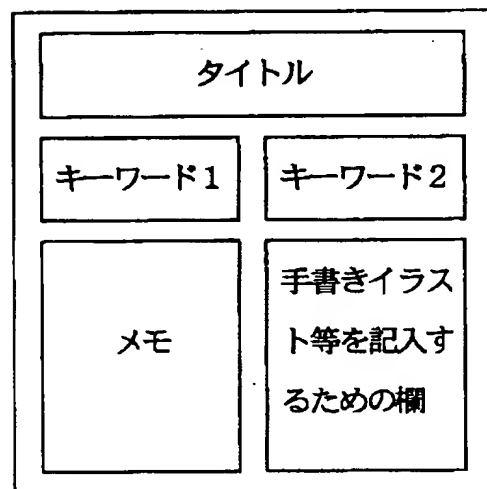 タイトル
キーワード1
キーワード2
メモ
手書きイラス
ト等を記入す
るための欄